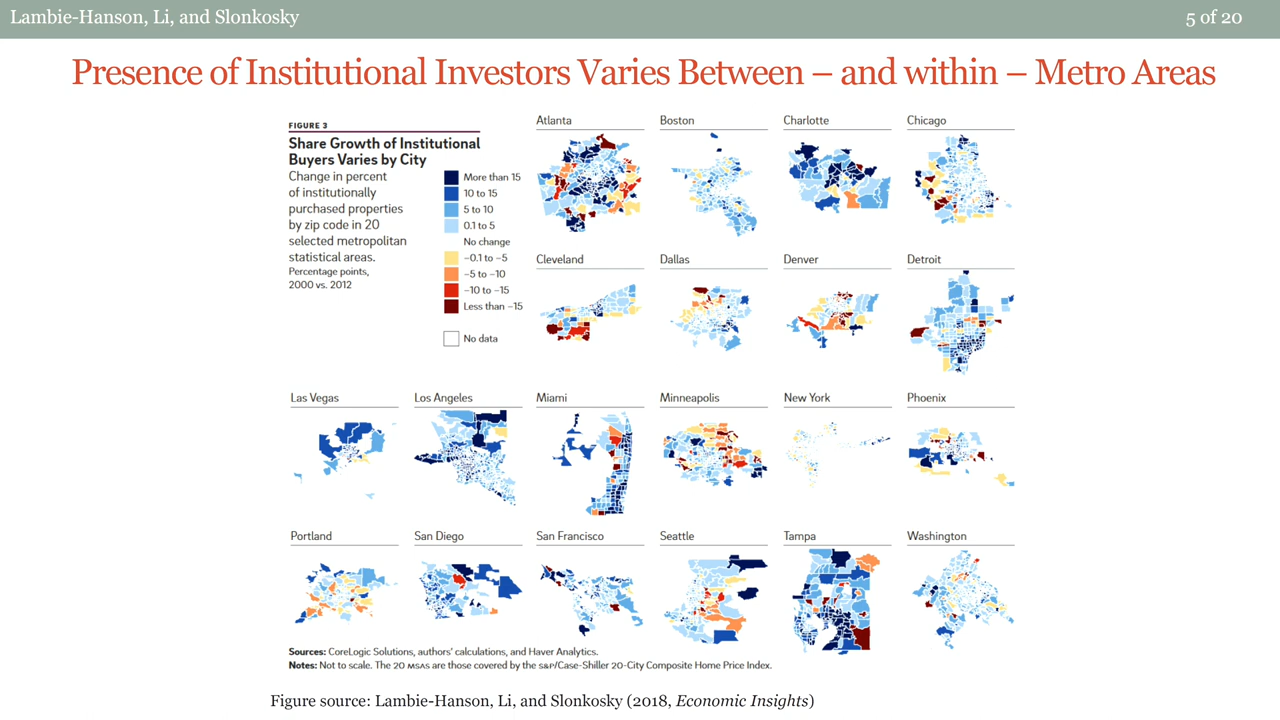 Lambie-Hanson, Li, and Slonkosky
5 of 20
Presence of Institutional Investors Varies Between – and within – Metro Areas
FIGURE 3
Share Growth of Institutional
Buyers Varies by City
Change in percent
of institutionally
purchased properties
by zip code in 20
selected metropolitan
statistical areas.
Percentage points,
2000 vs. 2012
More than 15
10 to 15
5 to 10
0.1 to 5
No change
−0.1 to −5
−5 to −10
−10 to −15
Less than −15
No data
Atlanta
Boston
Charlotte
Chicago
Cleveland
Dallas
Denver
Detroit
Las Vegas
Los Angeles
Miami
Minneapolis
New York
Phoenix
Portland
San Diego
San Francisco
Seattle
Tampa
Washington
Sources: CoreLogic Solutions, authors’ calculations, and Haver Analytics.
Notes: Not to scale. The 20 MSAS are those covered by the S&P/Case-Shiller 20-City Composite Home Price Index.
Figure source: Lambie-Hanson, Li, and Slonkosky (2018, Economic Insights)